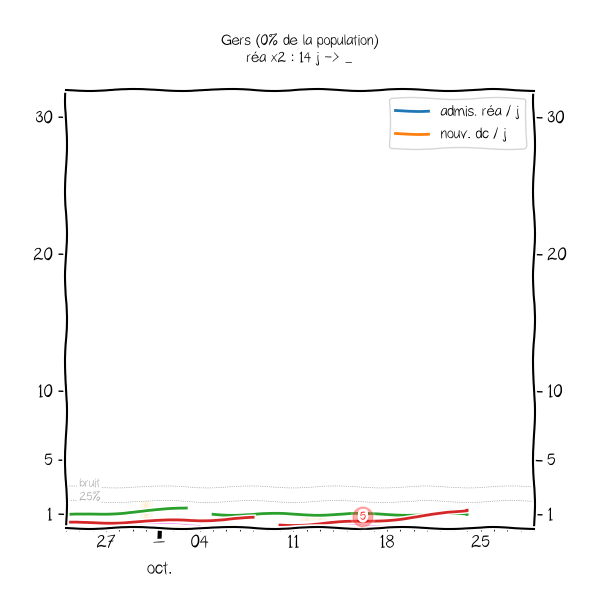 Gers (0% de la population)
réa x2 : 14 j -> _
admis. réa / j
nouv. dc / j
30
30
20
20
10
10
5
5
bruit
25%
1
1
27
04
11
18
25
oct.